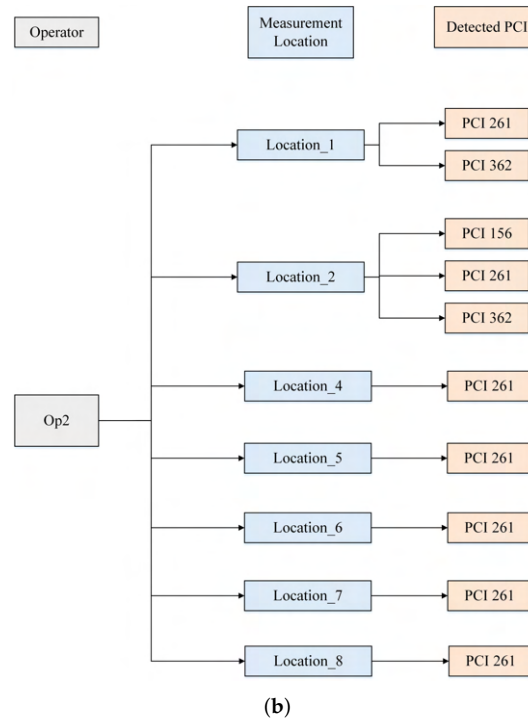 Operator
Measurement
Location
Detected PCI
Location_1
PCI 261
PCI 362
Location_2
PCI 156
PCI 261
PCI 362
Op2
Location_4
PCI 261
Location_5
PCI 261
Location_6
PCI 261
Location_7
PCI 261
Location_8
PCI 261
(b)